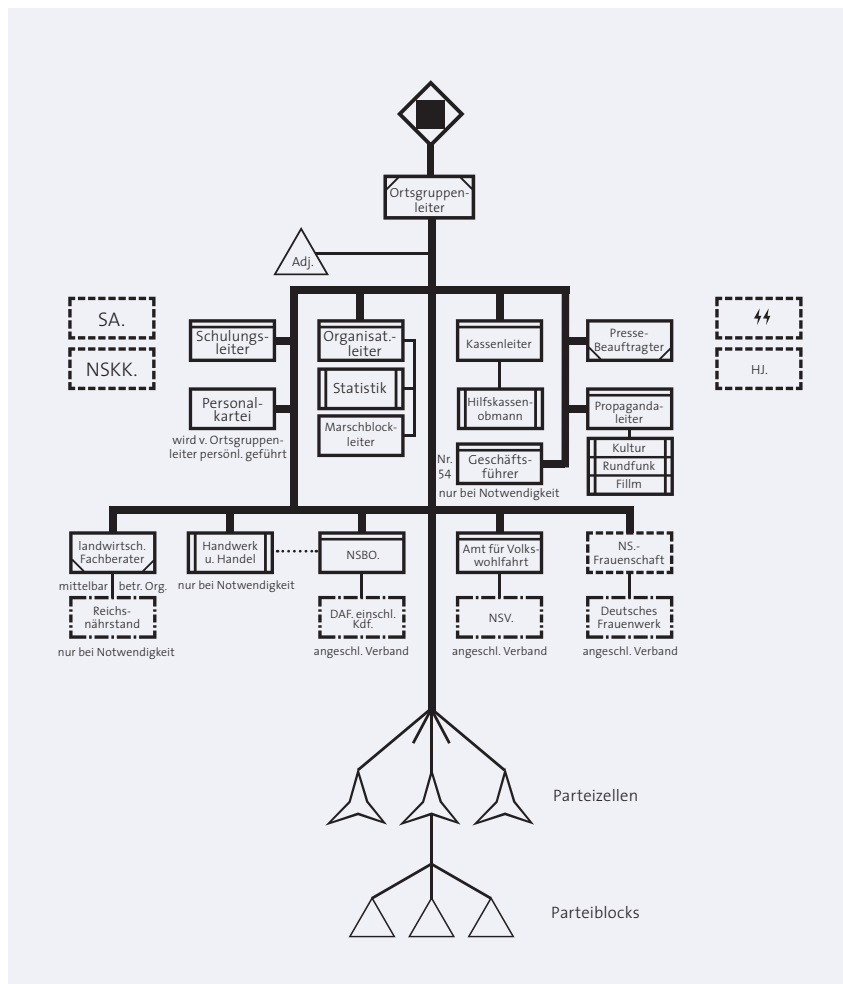 Ortsgruppen-
leiter
Adj.
SA.
NSKK.
Schulungs-
leiter
Personal-
kartei
wird v. Ortsgruppen-
leiter persönl. geführt
Organisat.-
leiter
Statistik
Marschblock-
leiter
Kassenleiter
Hilfskassen-
obmann
Nr.
54
Geschäfts-
führer
nur bei Notwendigkeit
Presse-
Beauftragter
Propaganda-
leiter
Kultur
Rundfunk
Fillm
ᛋᛋ
HJ.
landwirtsch.
Fachberater
mittelbar betr. Org.
Reichs-
nährstand
nur bei Notwendigkeit
Handwerk
u. Handel
nur bei Notwendigkeit
NSBO.
DAF. einschl.
Kdf.
angeschl. Verband
Amt für Volks-
wohlfahrt
NSV.
angeschl. Verband
NS.-
Frauenschaft
Deutsches
Frauenwerk
angeschl. Verband
Parteizellen
Parteiblocks